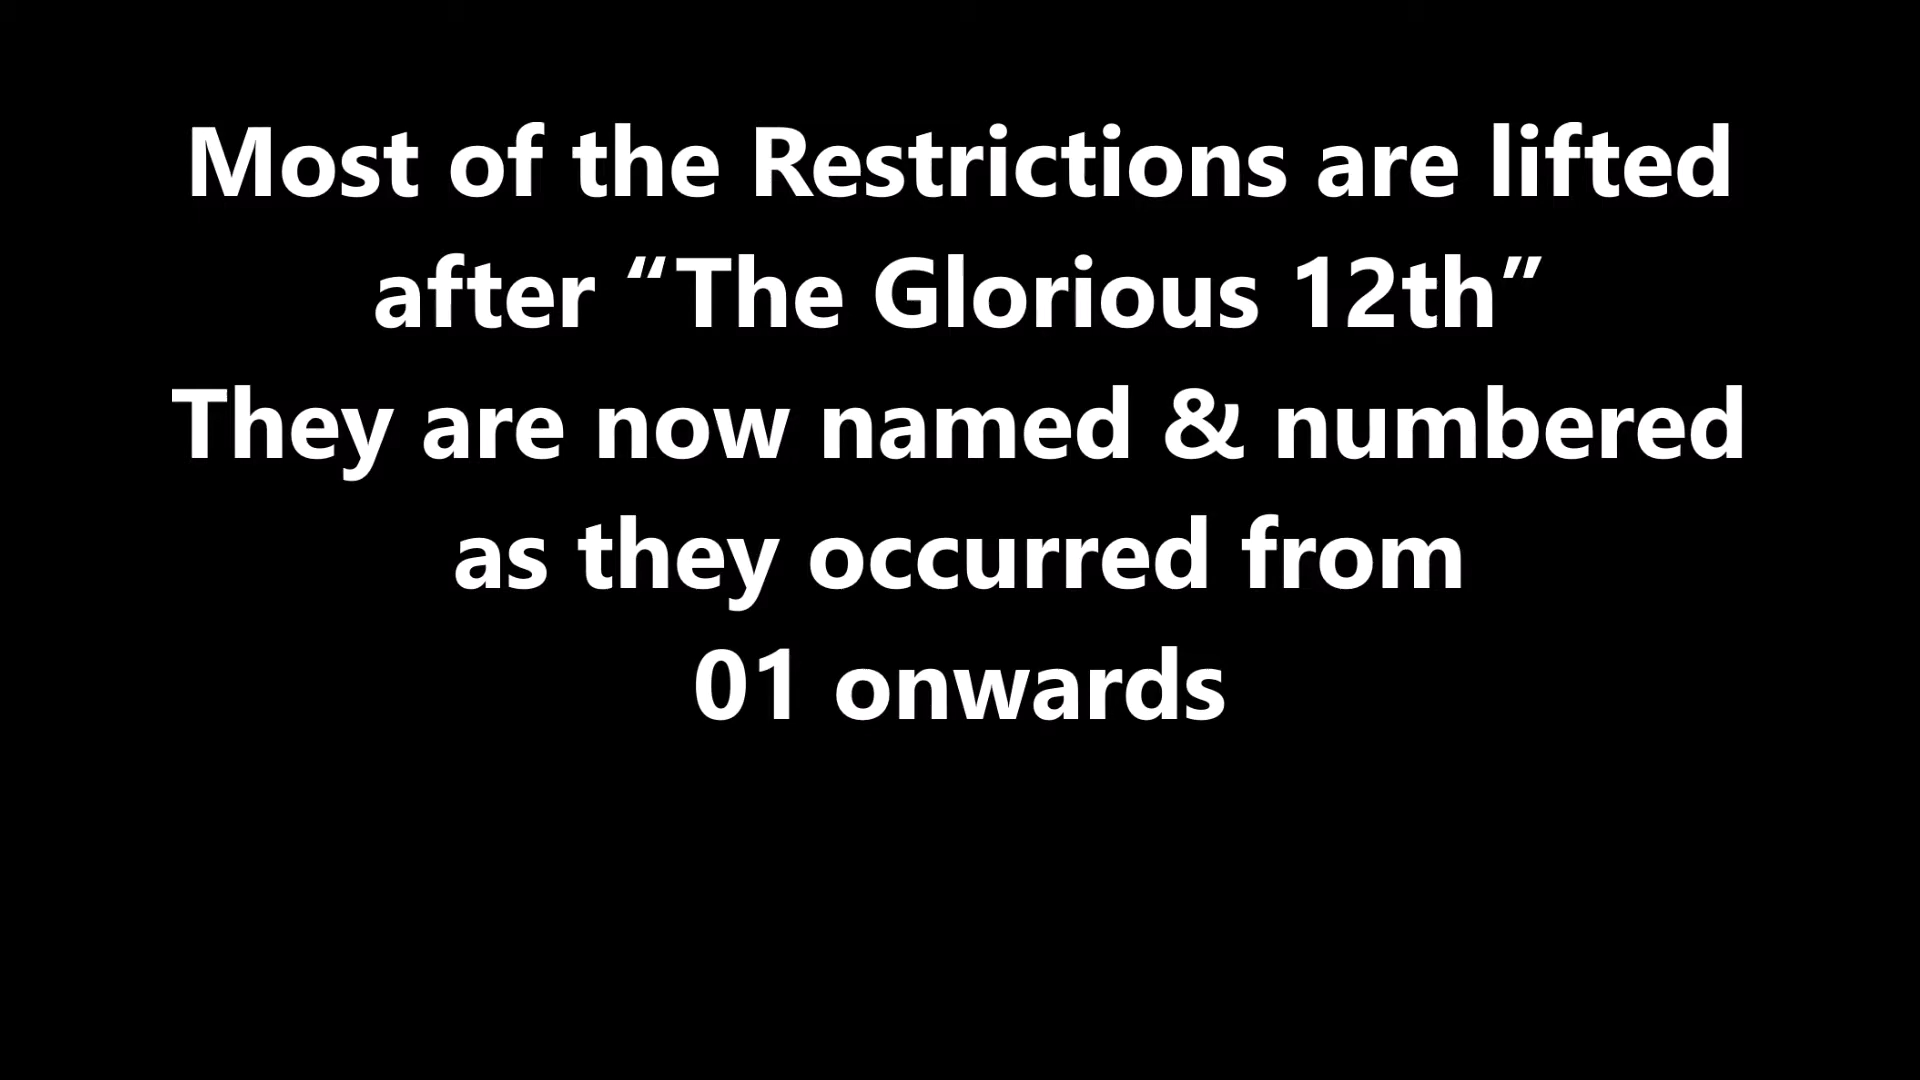 Most of the Restrictions are lifted
after “The Glorious 12th”
They are now named & numbered
as they occurred from
01 onwards